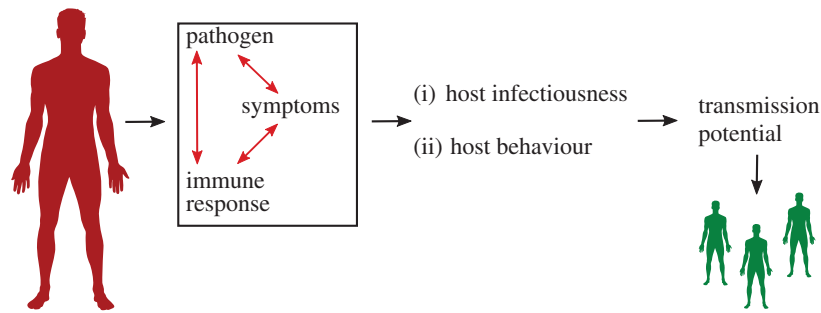 pathogen
symptoms
immune
response
(i) host infectiousness
(ii) host behaviour
transmission
potential